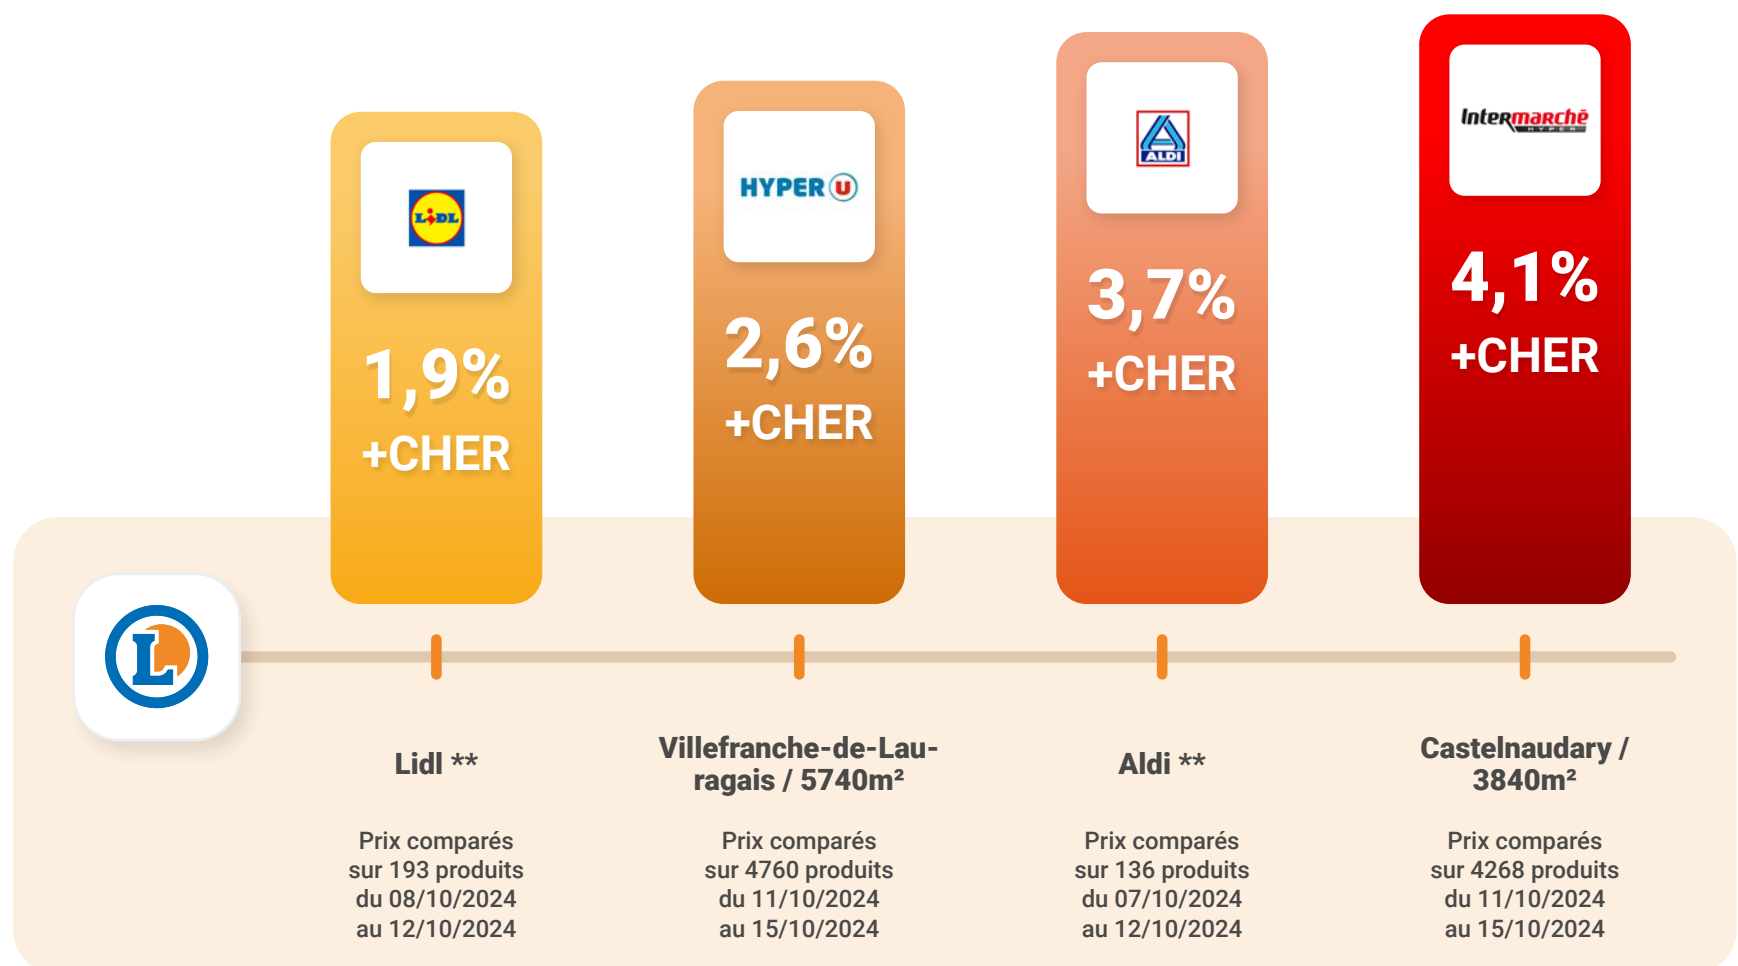 LiDL
1,9%
+CHER
HYPER U
2,6%
+CHER
ALDI
3,7%
+CHER
Intermarchē
HYPER
4,1%
+CHER
L
Lidl **
Prix comparés
sur 193 produits
du 08/10/2024
au 12/10/2024
Villefranche-de-Lau-
ragais / 5740m²
Prix comparés
sur 4760 produits
du 11/10/2024
au 15/10/2024
Aldi **
Prix comparés
sur 136 produits
du 07/10/2024
au 12/10/2024
Castelnaudary /
3840m²
Prix comparés
sur 4268 produits
du 11/10/2024
au 15/10/2024